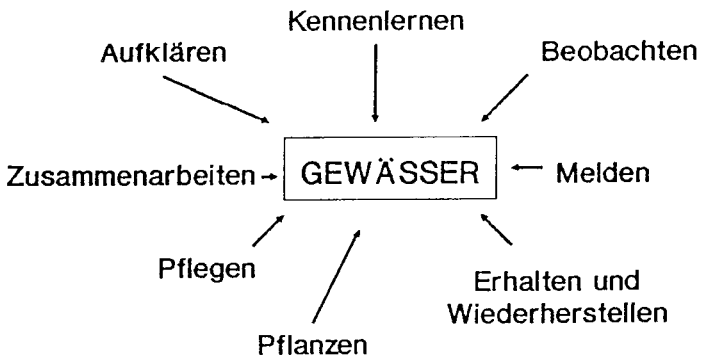 Kennenlernen
Aufklären
Beobachten
Zusammenarbeiten
GEWÄSSER
Melden
Pflegen
Erhalten und
Wiederherstellen
Pflanzen